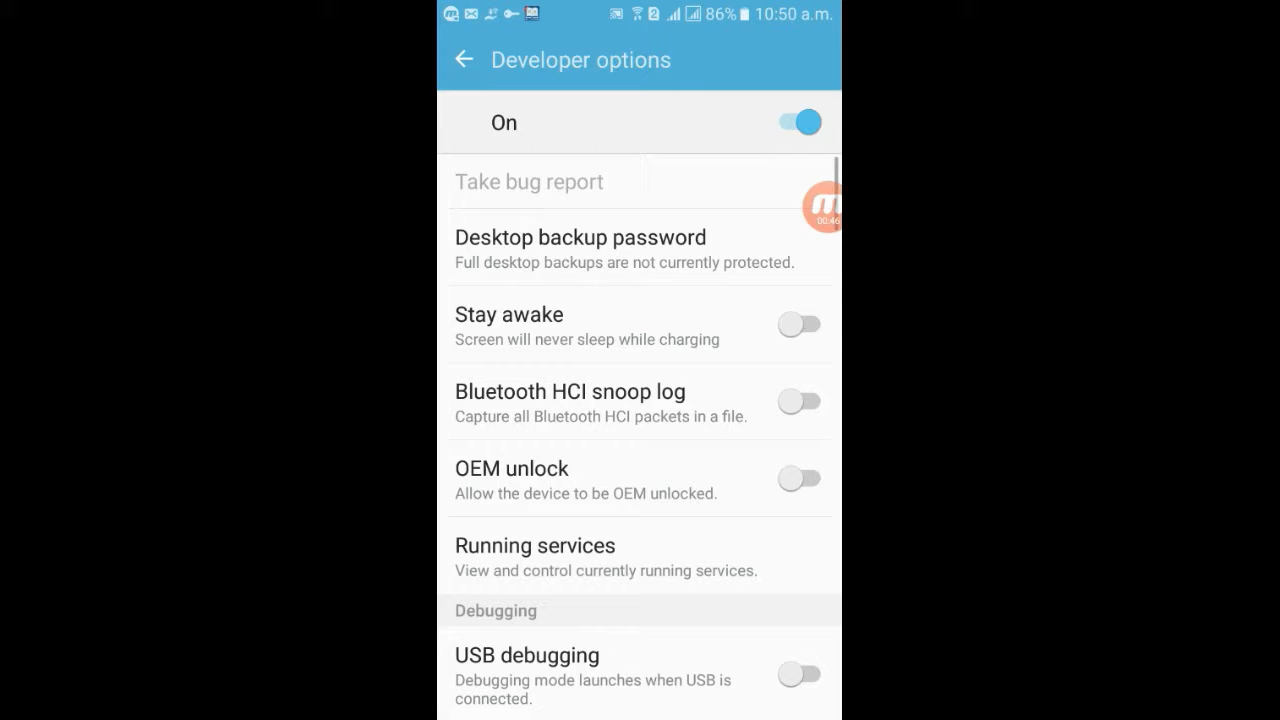 86% 10:50 a.m.
Developer options
On
Take bug report
00:46
Desktop backup password
Full desktop backups are not currently protected.
Stay awake
Screen will never sleep while charging
Bluetooth HCI snoop log
Capture all Bluetooth HCI packets in a file.
OEM unlock
Allow the device to be OEM unlocked.
Running services
View and control currently running services.
Debugging
USB debugging
Debugging mode launches when USB is
connected.